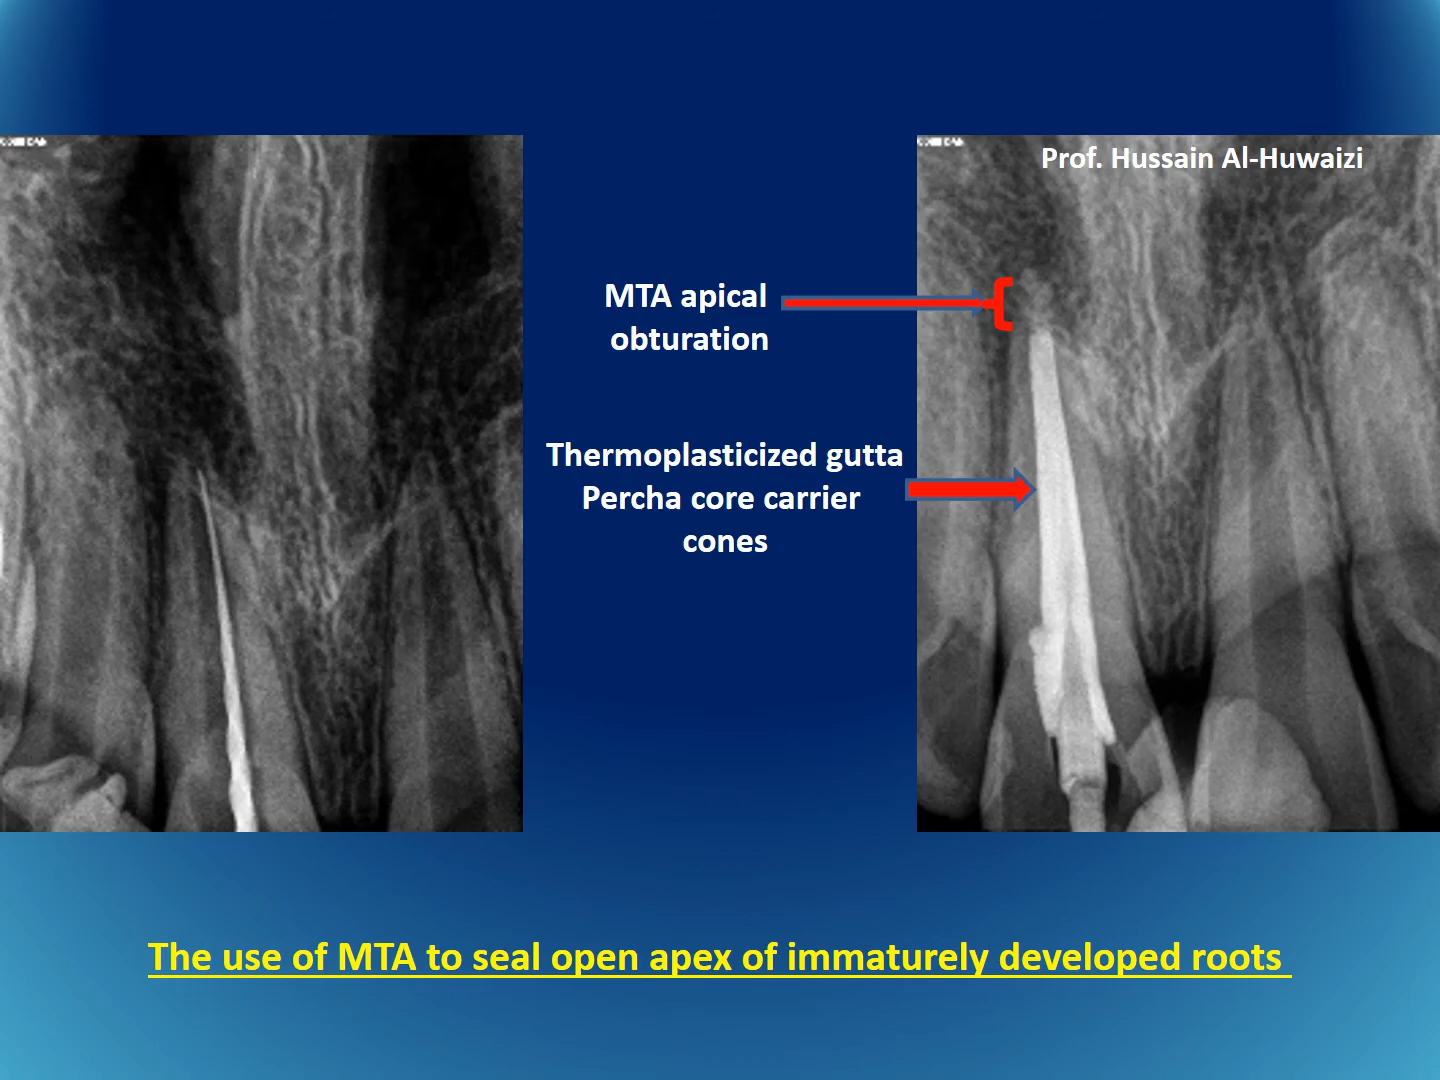 Prof. Hussain Al-Huwaizi
MTA apical
obturation
Thermoplasticized gutta
Percha core carrier
cones
The use of MTA to seal open apex of immaturely developed roots